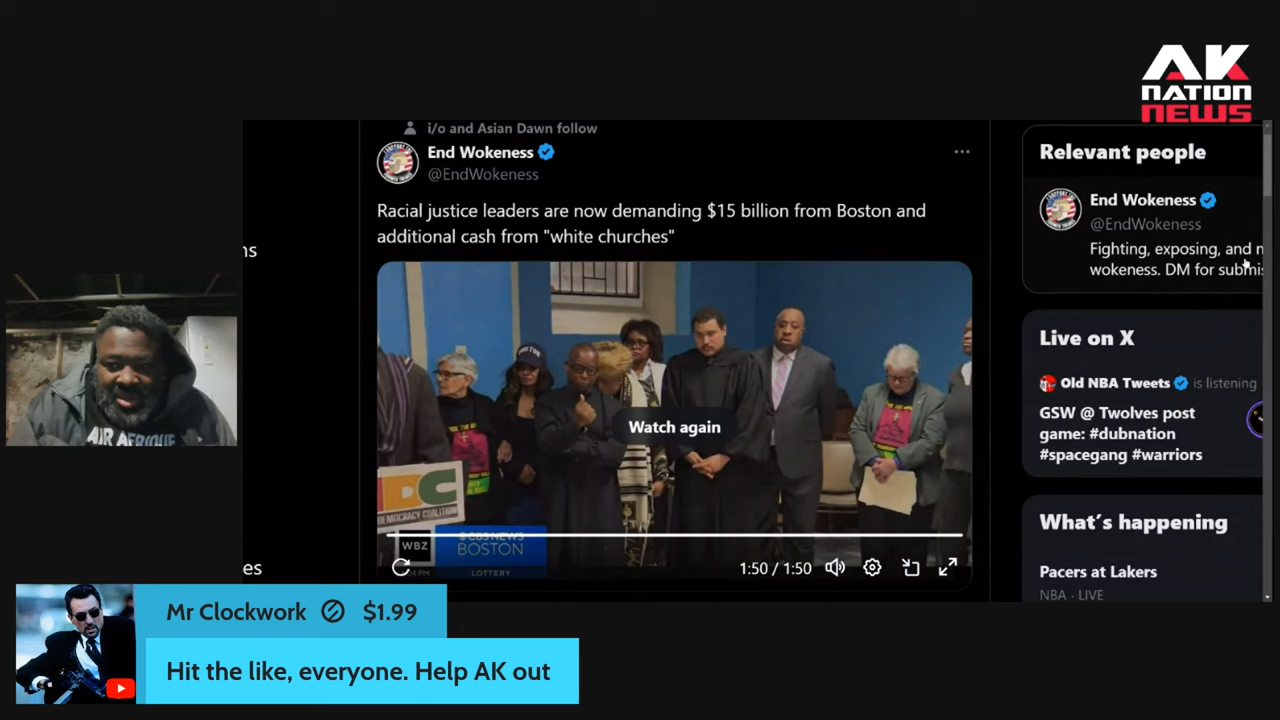 AK
NATION
NEWS
i/o and Asian Dawn follow
End Wokeness
@EndWokeness
Racial justice leaders are now demanding $15 billion from Boston and
additional cash from "white churches"
Watch again
DC
DEMOCRACY COALITION
WBZ
CBS NEWS
BOSTON
LOTTERY
1:50 / 1:50
Relevant people
End Wokeness
@EndWokeness
Fighting, exposing, and
wokeness. DM for
Live on X
Old NBA Tweets is listening
GSW @ Twolves post
game: #dubnation
#spacegang #warriors
What's happening
Pacers at Lakers
NBA · LIVE
ns
es
AIR AFRIQUE
Mr Clockwork $1.99
Hit the like, everyone. Help AK out